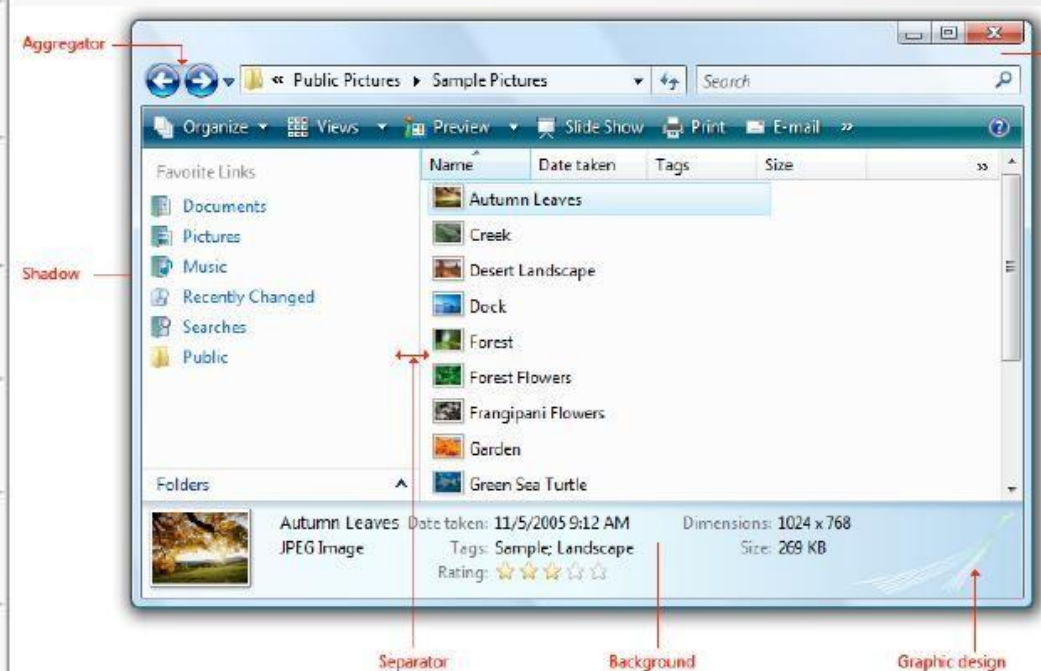 Aggregator
« Public Pictures Sample Pictures Search
Organize Views Preview Slide Show Print E-mail »
Favorite Links
Name Date taken Tags Size »
Documents
Pictures
Music
Recently Changed
Searches
Public
Autumn Leaves
Creek
Desert Landscape
Dock
Forest
Forest Flowers
Frangipani Flowers
Garden
Green Sea Turtle
Shadow
Folders
Autumn Leaves Date taken: 11/5/2005 9:12 AM Dimensions: 1024 x 768
JPEG Image Tags: Sample; Landscape Size: 269 KB
Rating:
Separator Background Graphic design